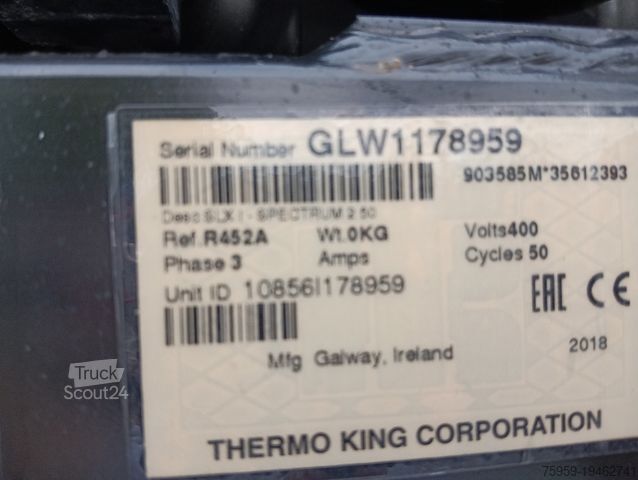 Serial Number GLW1178959
903585M*35612393
Desc SLX I - SPECTRUM 2 50
Ref. R452A Wt. 0KG Volts400
Phase 3 Amps Cycles 50
Unit ID 10856I178959
EAC CE
Mfg Galway, Ireland 2018
THERMO KING CORPORATION
Truck
Scout24
75959-19462741